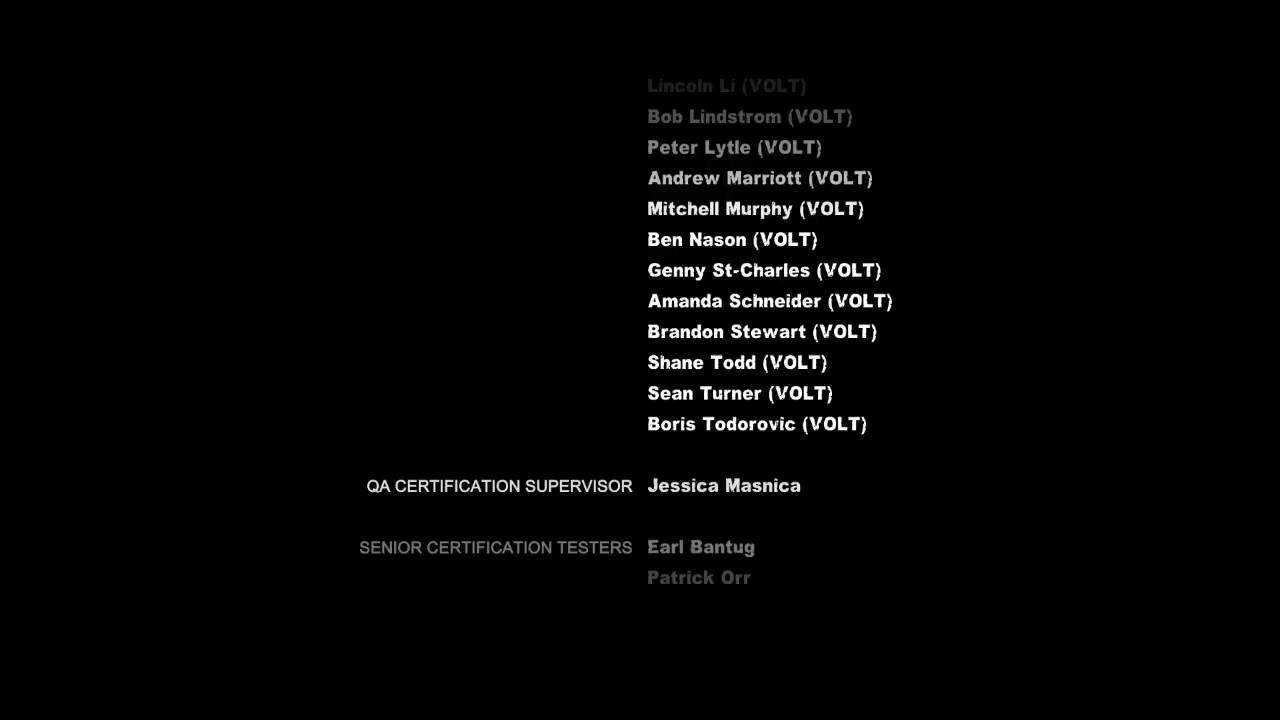 Lincoln Li (VOLT)
Bob Lindstrom (VOLT)
Peter Lytle (VOLT)
Andrew Marriott (VOLT)
Mitchell Murphy (VOLT)
Ben Nason (VOLT)
Genny St-Charles (VOLT)
Amanda Schneider (VOLT)
Brandon Stewart (VOLT)
Shane Todd (VOLT)
Sean Turner (VOLT)
Boris Todorovic (VOLT)
QA CERTIFICATION SUPERVISOR Jessica Masnica
SENIOR CERTIFICATION TESTERS Earl Bantug
Patrick Orr